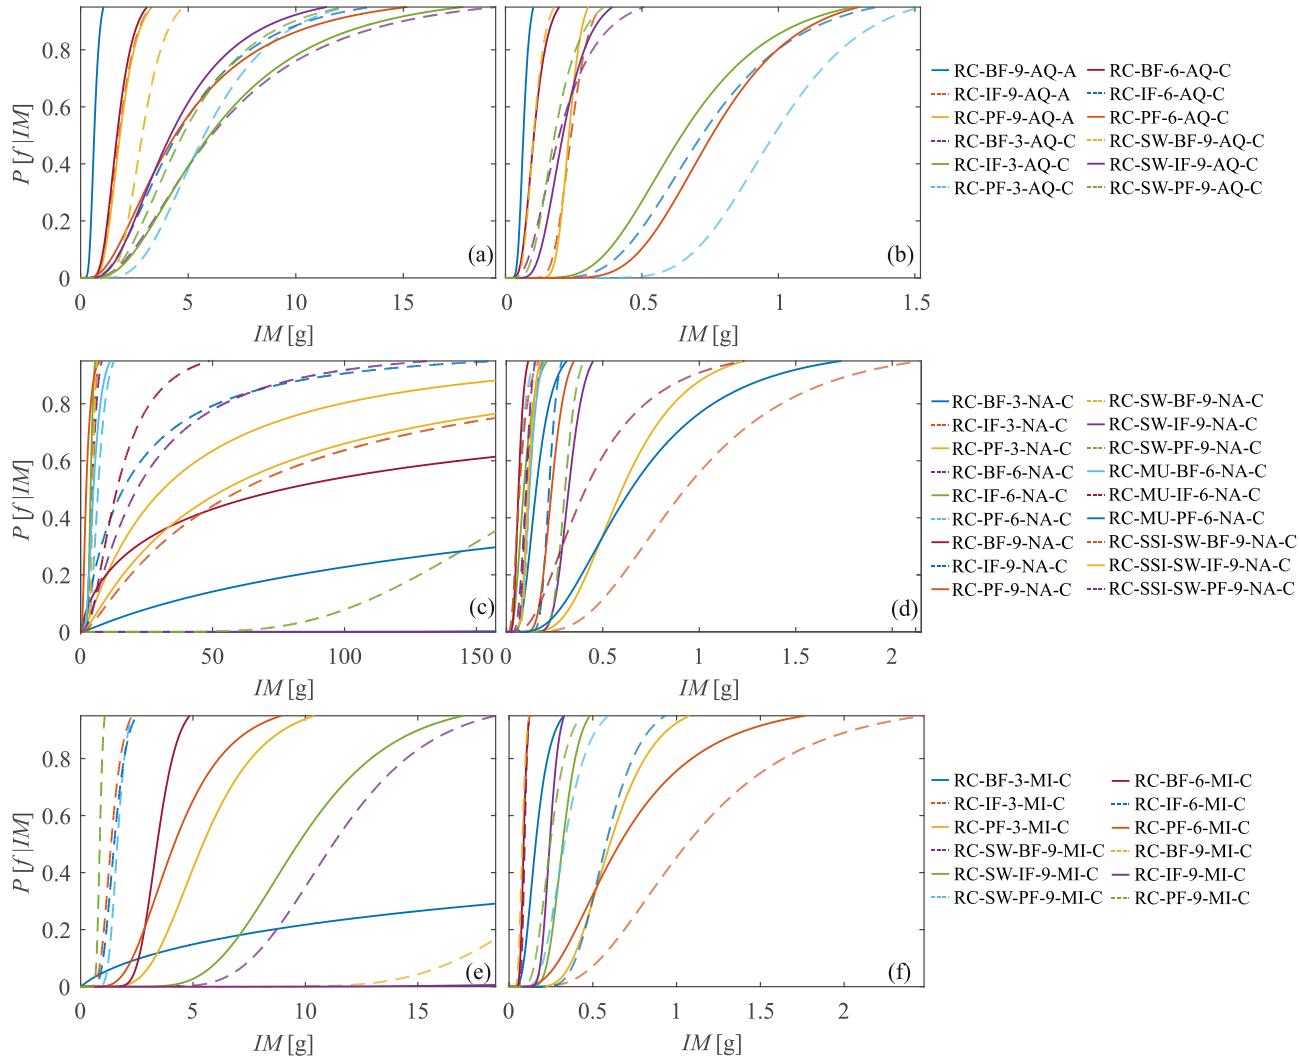 P [f |IM]
0.8
0.6
0.4
0.2
0
0 5 10 15
IM [g]
(a)
0 0.5 1 1.5
IM [g]
(b)
RC-BF-9-AQ-A
RC-IF-9-AQ-A
RC-PF-9-AQ-A
RC-BF-3-AQ-C
RC-IF-3-AQ-C
RC-PF-3-AQ-C
RC-BF-6-AQ-C
RC-IF-6-AQ-C
RC-PF-6-AQ-C
RC-SW-BF-9-AQ-C
RC-SW-IF-9-AQ-C
RC-SW-PF-9-AQ-C
P [f |IM]
0.8
0.6
0.4
0.2
0
0 50 100 150
IM [g]
(c)
0 0.5 1 1.5 2
IM [g]
(d)
RC-BF-3-NA-C
RC-IF-3-NA-C
RC-PF-3-NA-C
RC-BF-6-NA-C
RC-IF-6-NA-C
RC-PF-6-NA-C
RC-BF-9-NA-C
RC-IF-9-NA-C
RC-PF-9-NA-C
RC-SW-BF-9-NA-C
RC-SW-IF-9-NA-C
RC-SW-PF-9-NA-C
RC-MU-BF-6-NA-C
RC-MU-IF-6-NA-C
RC-MU-PF-6-NA-C
RC-SSI-SW-BF-9-NA-C
RC-SSI-SW-IF-9-NA-C
RC-SSI-SW-PF-9-NA-C
P [f |IM]
0.8
0.6
0.4
0.2
0
0 5 10 15
IM [g]
(e)
0 0.5 1 1.5 2
IM [g]
(f)
RC-BF-3-MI-C
RC-IF-3-MI-C
RC-PF-3-MI-C
RC-SW-BF-9-MI-C
RC-SW-IF-9-MI-C
RC-SW-PF-9-MI-C
RC-BF-6-MI-C
RC-IF-6-MI-C
RC-PF-6-MI-C
RC-BF-9-MI-C
RC-IF-9-MI-C
RC-PF-9-MI-C